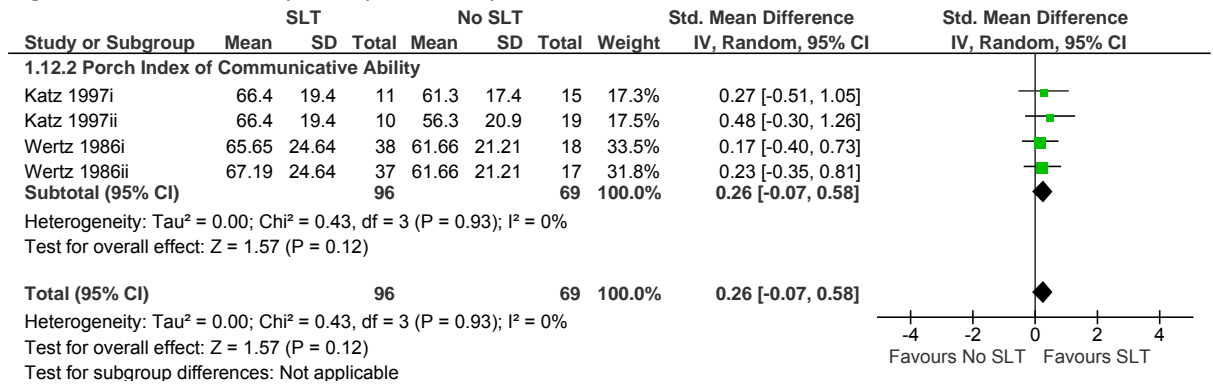 SLT No SLT Std. Mean Difference Std. Mean Difference
Study or Subgroup Mean SD Total Mean SD Total Weight IV, Random, 95% CI IV, Random, 95% CI
1.12.2 Porch Index of Communicative Ability
Katz 1997i 66.4 19.4 11 61.3 17.4 15 17.3% 0.27 [-0.51, 1.05]
Katz 1997ii 66.4 19.4 10 56.3 20.9 19 17.5% 0.48 [-0.30, 1.26]
Wertz 1986i 65.65 24.64 38 61.66 21.21 18 33.5% 0.17 [-0.40, 0.73]
Wertz 1986ii 67.19 24.64 37 61.66 21.21 17 31.8% 0.23 [-0.35, 0.81]
Subtotal (95% CI) 96 69 100.0% 0.26 [-0.07, 0.58]
Heterogeneity: Tau² = 0.00; Chi² = 0.43, df = 3 (P = 0.93); I² = 0%
Test for overall effect: Z = 1.57 (P = 0.12)
Total (95% CI) 96 69 100.0% 0.26 [-0.07, 0.58]
Heterogeneity: Tau² = 0.00; Chi² = 0.43, df = 3 (P = 0.93); I² = 0%
Test for overall effect: Z = 1.57 (P = 0.12)
Test for subgroup differences: Not applicable
-4 -2 0 2 4
Favours No SLT Favours SLT